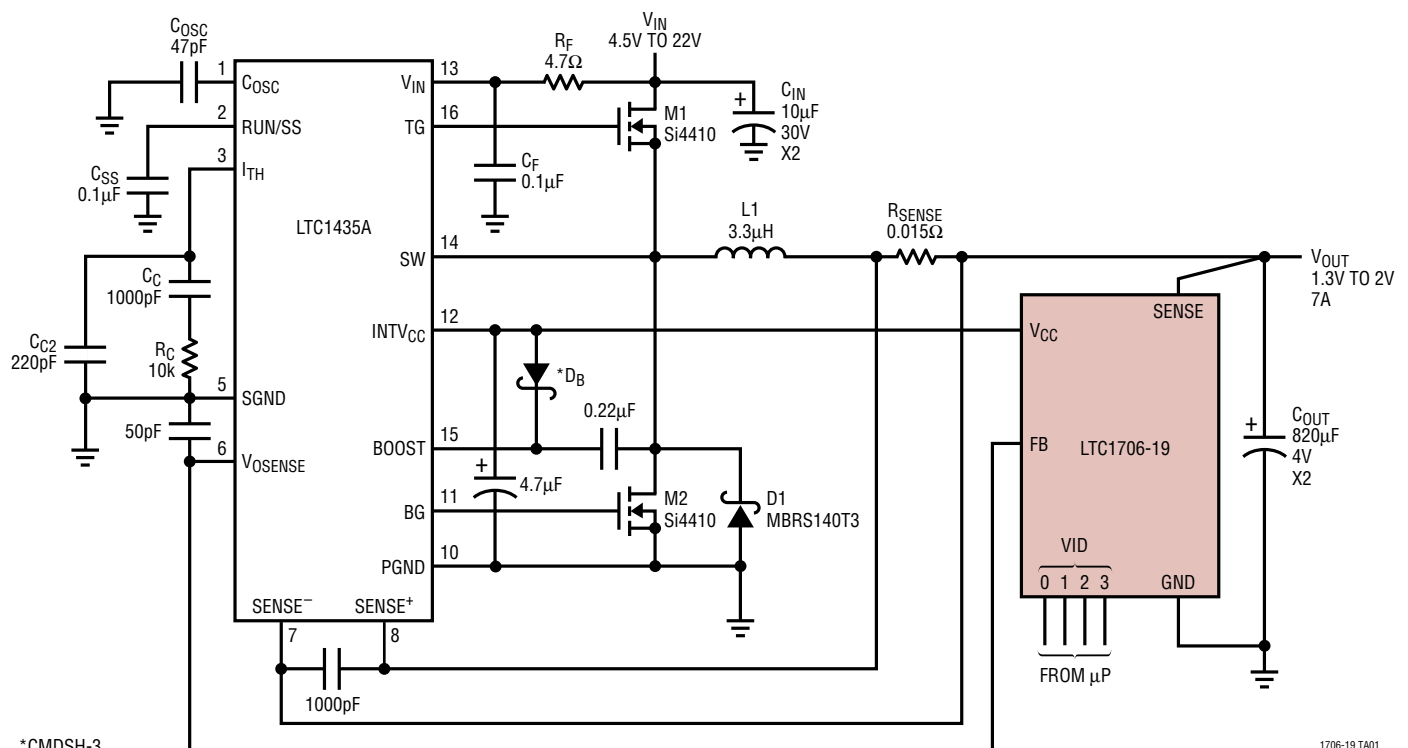 C_OSC
47pF
1
C_OSC
2
RUN/SS
3
I_TH
C_SS
0.1µF
LTC1435A
C_C
1000pF
C_C2
220pF
R_C
10k
5
SGND
50pF
6
V_OSENSE
SENSE⁻
7
SENSE⁺
8
1000pF
13
V_IN
16
TG
14
SW
12
INTV_CC
15
BOOST
11
BG
10
PGND
R_F
4.7Ω
V_IN
4.5V TO 22V
C_F
0.1µF
M1
Si4410
+
C_IN
10µF
30V
X2
L1
3.3µH
R_SENSE
0.015Ω
*D_B
0.22µF
+
4.7µF
M2
Si4410
D1
MBRS140T3
V_OUT
1.3V TO 2V
7A
SENSE
V_CC
FB
LTC1706-19
VID
0 1 2 3
GND
FROM µP
+
C_OUT
820µF
4V
X2
*CMDSH-3
1706-19 TA01